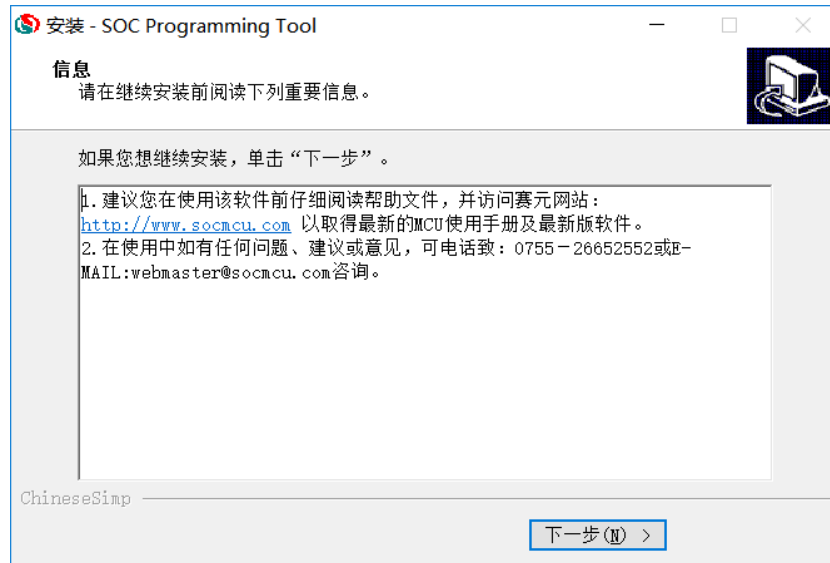 安装 - SOC Programming Tool
信息
请在继续安装前阅读下列重要信息。
如果您想继续安装，单击“下一步”。
1. 建议您在使用该软件前仔细阅读帮助文件，并访问赛元网站：
http://www.socmcu.com 以取得最新的MCU使用手册及最新版软件。
2. 在使用中如有任何问题、建议或意见，可电话致：0755－26652552或E-
MAIL:webmaster@socmcu.com咨询。
ChineseSimp
下一步(N) >